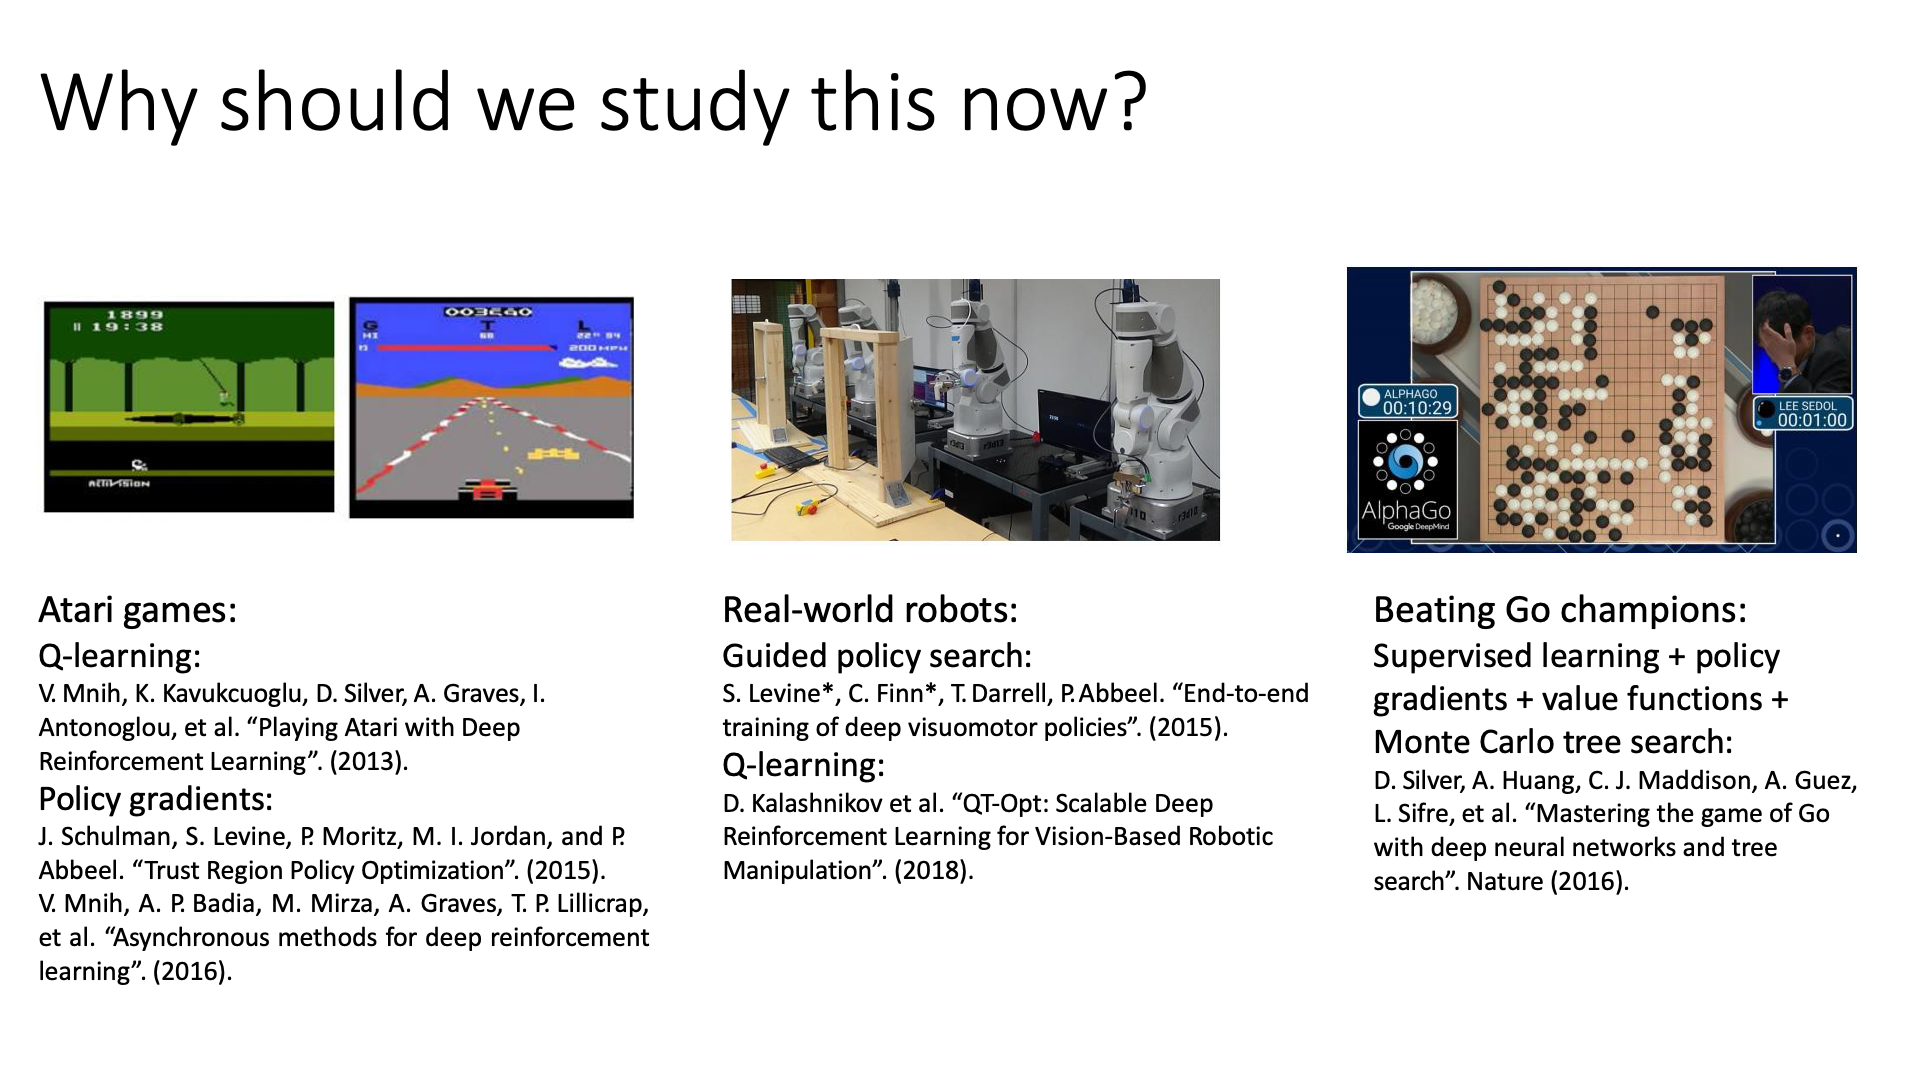 Why should we study this now?
1899
19:38
ACTIVISION
G T L
200 MPH
ALPHAGO
00:10:29
LEE SEDOL
00:01:00
AlphaGo
Google DeepMind
Atari games:
Q-learning:
V. Mnih, K. Kavukcuoglu, D. Silver, A. Graves, I.
Antonoglou, et al. “Playing Atari with Deep
Reinforcement Learning”. (2013).
Policy gradients:
J. Schulman, S. Levine, P. Moritz, M. I. Jordan, and P.
Abbeel. “Trust Region Policy Optimization”. (2015).
V. Mnih, A. P. Badia, M. Mirza, A. Graves, T. P. Lillicrap,
et al. “Asynchronous methods for deep reinforcement
learning”. (2016).
Real-world robots:
Guided policy search:
S. Levine*, C. Finn*, T. Darrell, P. Abbeel. “End-to-end
training of deep visuomotor policies”. (2015).
Q-learning:
D. Kalashnikov et al. “QT-Opt: Scalable Deep
Reinforcement Learning for Vision-Based Robotic
Manipulation”. (2018).
Beating Go champions:
Supervised learning + policy
gradients + value functions +
Monte Carlo tree search:
D. Silver, A. Huang, C. J. Maddison, A. Guez,
L. Sifre, et al. “Mastering the game of Go
with deep neural networks and tree
search”. Nature (2016).